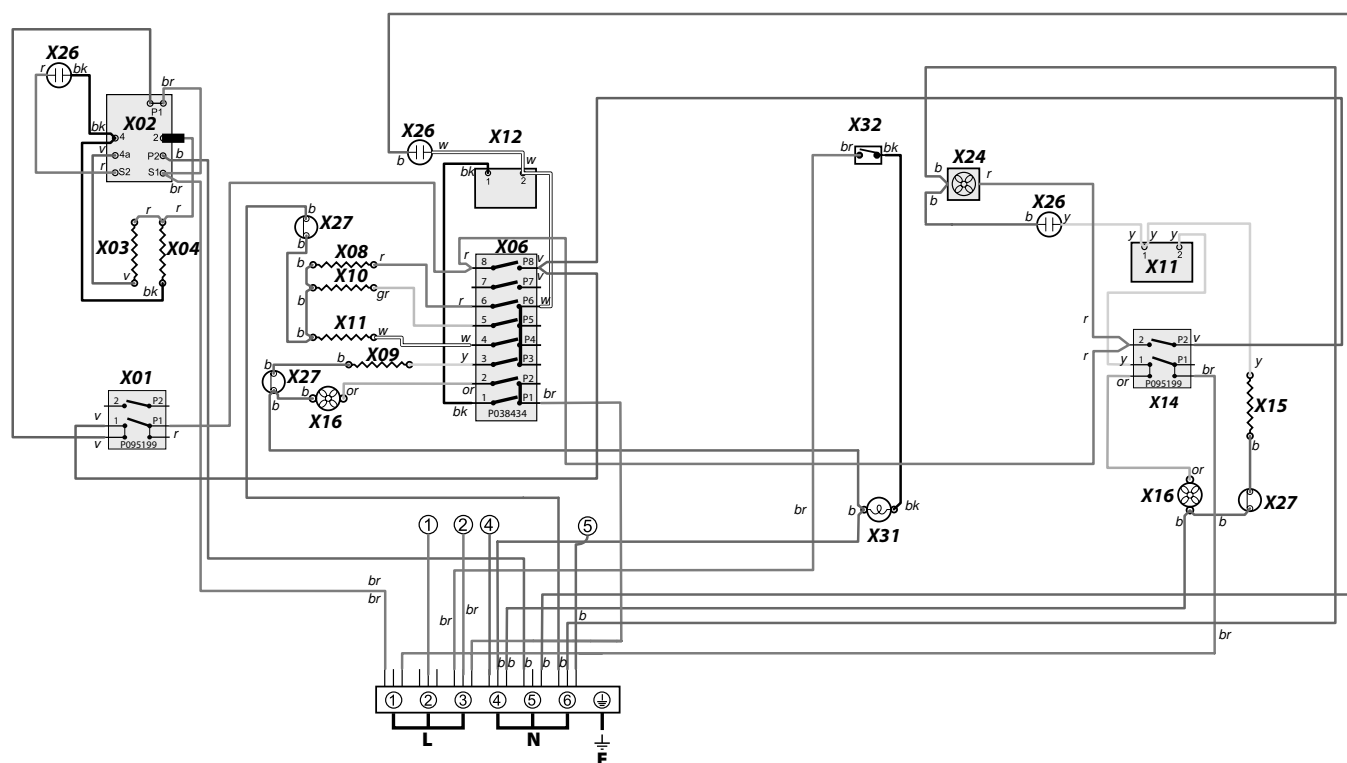 X26
r
bk
br
P1
X02
bk
4
2
v
4a
P2
b
r
S2
S1
br
r
r
X03
X04
v
bk
X26
b
w
X12
w
bk
1
2
X32
br
bk
b
X24
r
b
X26
b
y
y
y
y
1
2
X11
b
X27
b
X08
r
b
X10
b
gr
X11
b
w
b
X09
X27
b
b
or
X16
X06
r
8
P8
v
v
7
P7
r
6
P6
w
5
P5
w
4
P4
y
3
P3
or
2
P2
br
bk
1
P1
P038434
X01
2
P2
v
1
P1
v
r
P095199
r
2
P2
v
r
y
1
P1
or
br
P095199
X14
y
X15
b
or
X16
b
b
X27
br
b
bk
X31
1
2
4
5
br
br
br
br
b
b
b
b
b
b
br
1
2
3
4
5
6
L
N
E